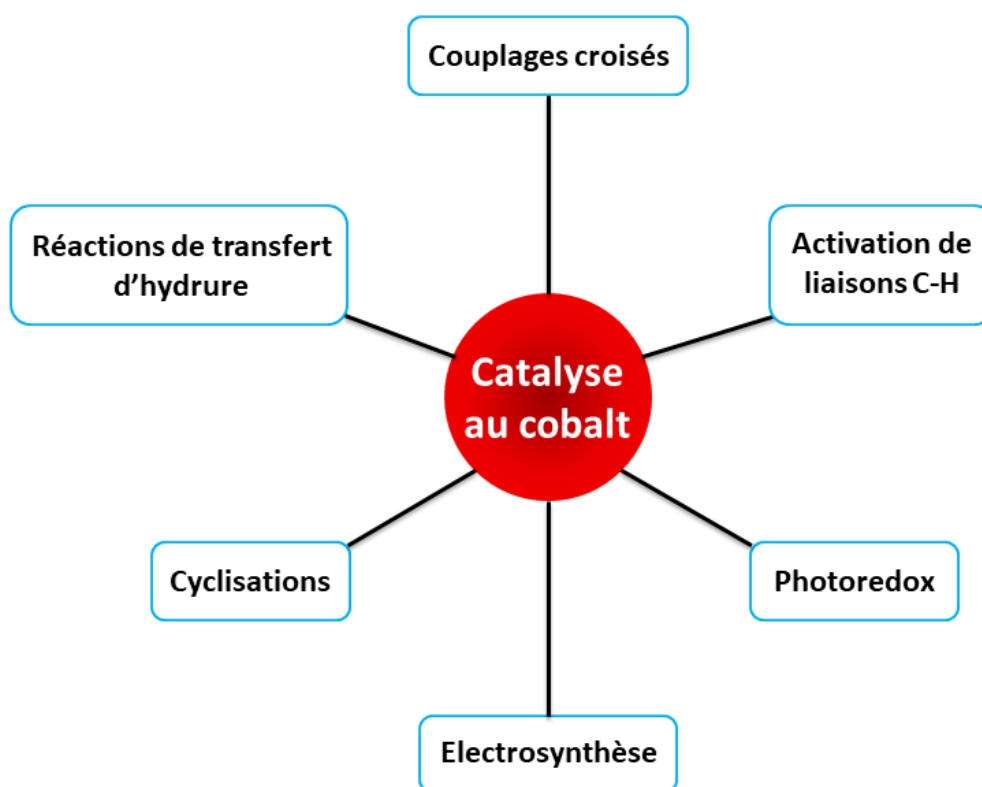 Couplages croisés
Réactions de transfert
d’hydrure
Activation de
liaisons C-H
Catalyse
au cobalt
Cyclisations
Photoredox
Electrosynthèse